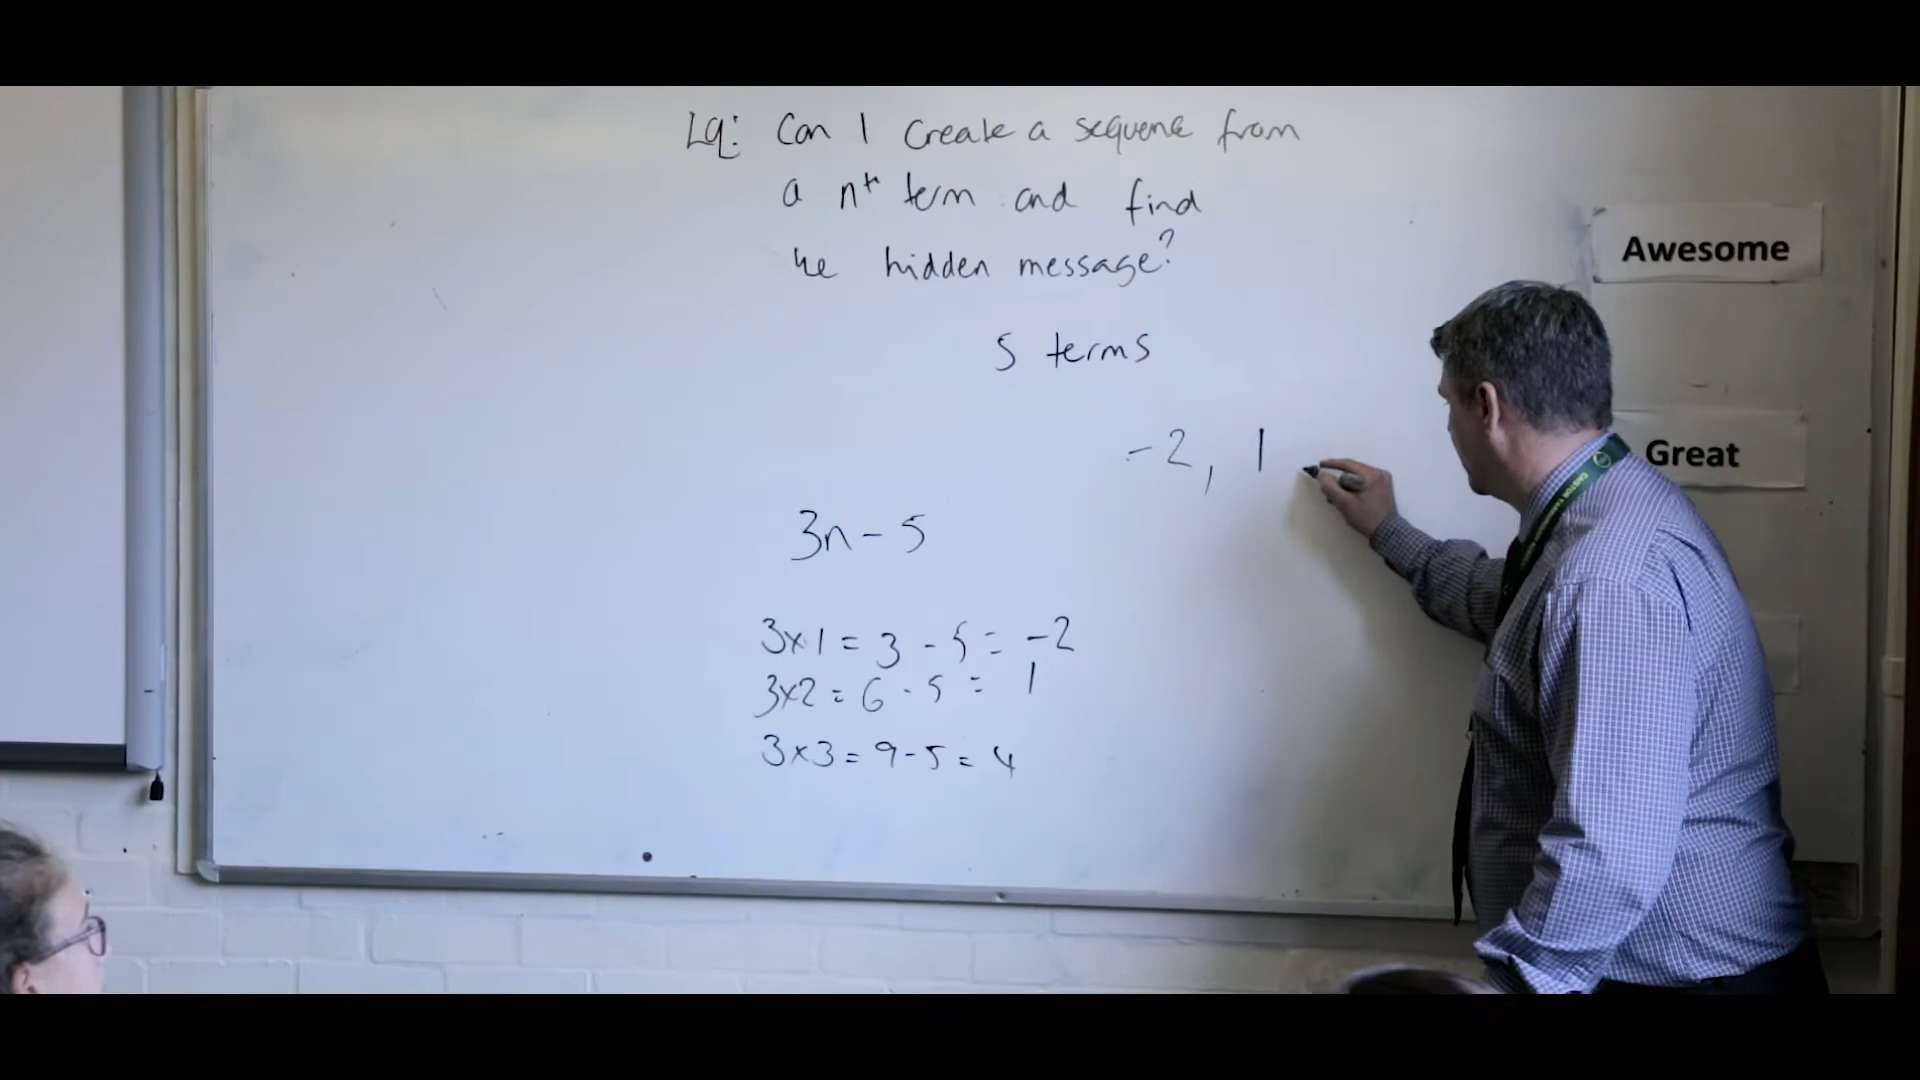 Lq: Can I create a sequence from
a nth term and find
the hidden message?
5 terms
-2, 1
3n - 5
3x1 = 3 - 5 = -2
3x2 = 6 - 5 = 1
3x3 = 9 - 5 = 4
Awesome
Great